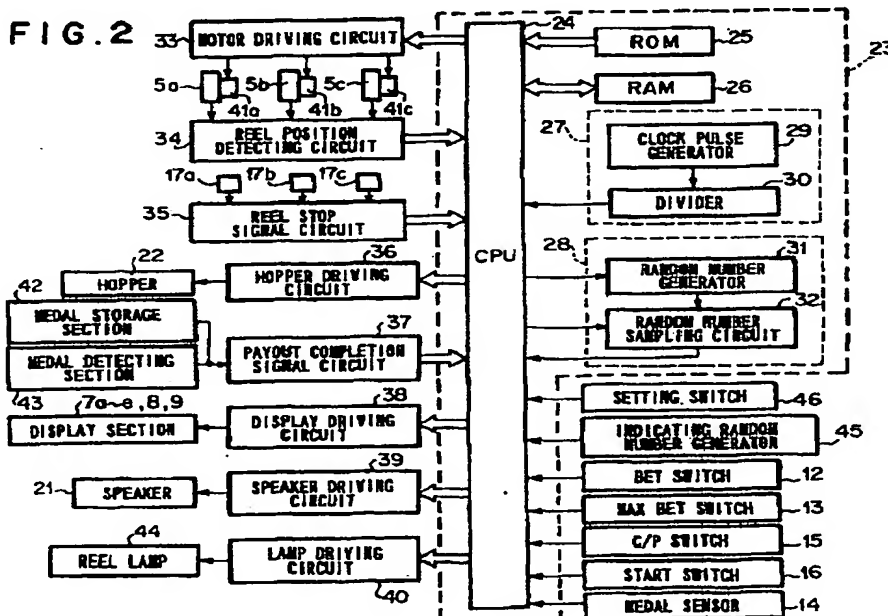 FIG.2
33
MOTOR DRIVING CIRCUIT
5a
5b
5c
41a
41b
41c
34
REEL POSITION
DETECTING CIRCUIT
17a
17b
17c
35
REEL STOP
SIGNAL CIRCUIT
22
HOPPER
36
HOPPER DRIVING
CIRCUIT
42
MEDAL STORAGE
SECTION
MEDAL DETECTING
SECTION
43
37
PAYOUT COMPLETION
SIGNAL CIRCUIT
7a~e, 8, 9
DISPLAY SECTION
38
DISPLAY DRIVING
CIRCUIT
21
SPEAKER
39
SPEAKER DRIVING
CIRCUIT
44
REEL LAMP
LAMP DRIVING
CIRCUIT
40
24
CPU
ROM
25
23
RAM
26
27
CLOCK PULSE
GENERATOR
29
DIVIDER
30
28
RANDOM NUMBER
GENERATOR
31
RANDOM NUMBER
SAMPLING CIRCUIT
32
SETTING SWITCH
46
INDICATING RANDOM
NUMBER GENERATOR
45
BET SWITCH
12
MAX BET SWITCH
13
C/P SWITCH
15
START SWITCH
16
MEDAL SENSOR
14